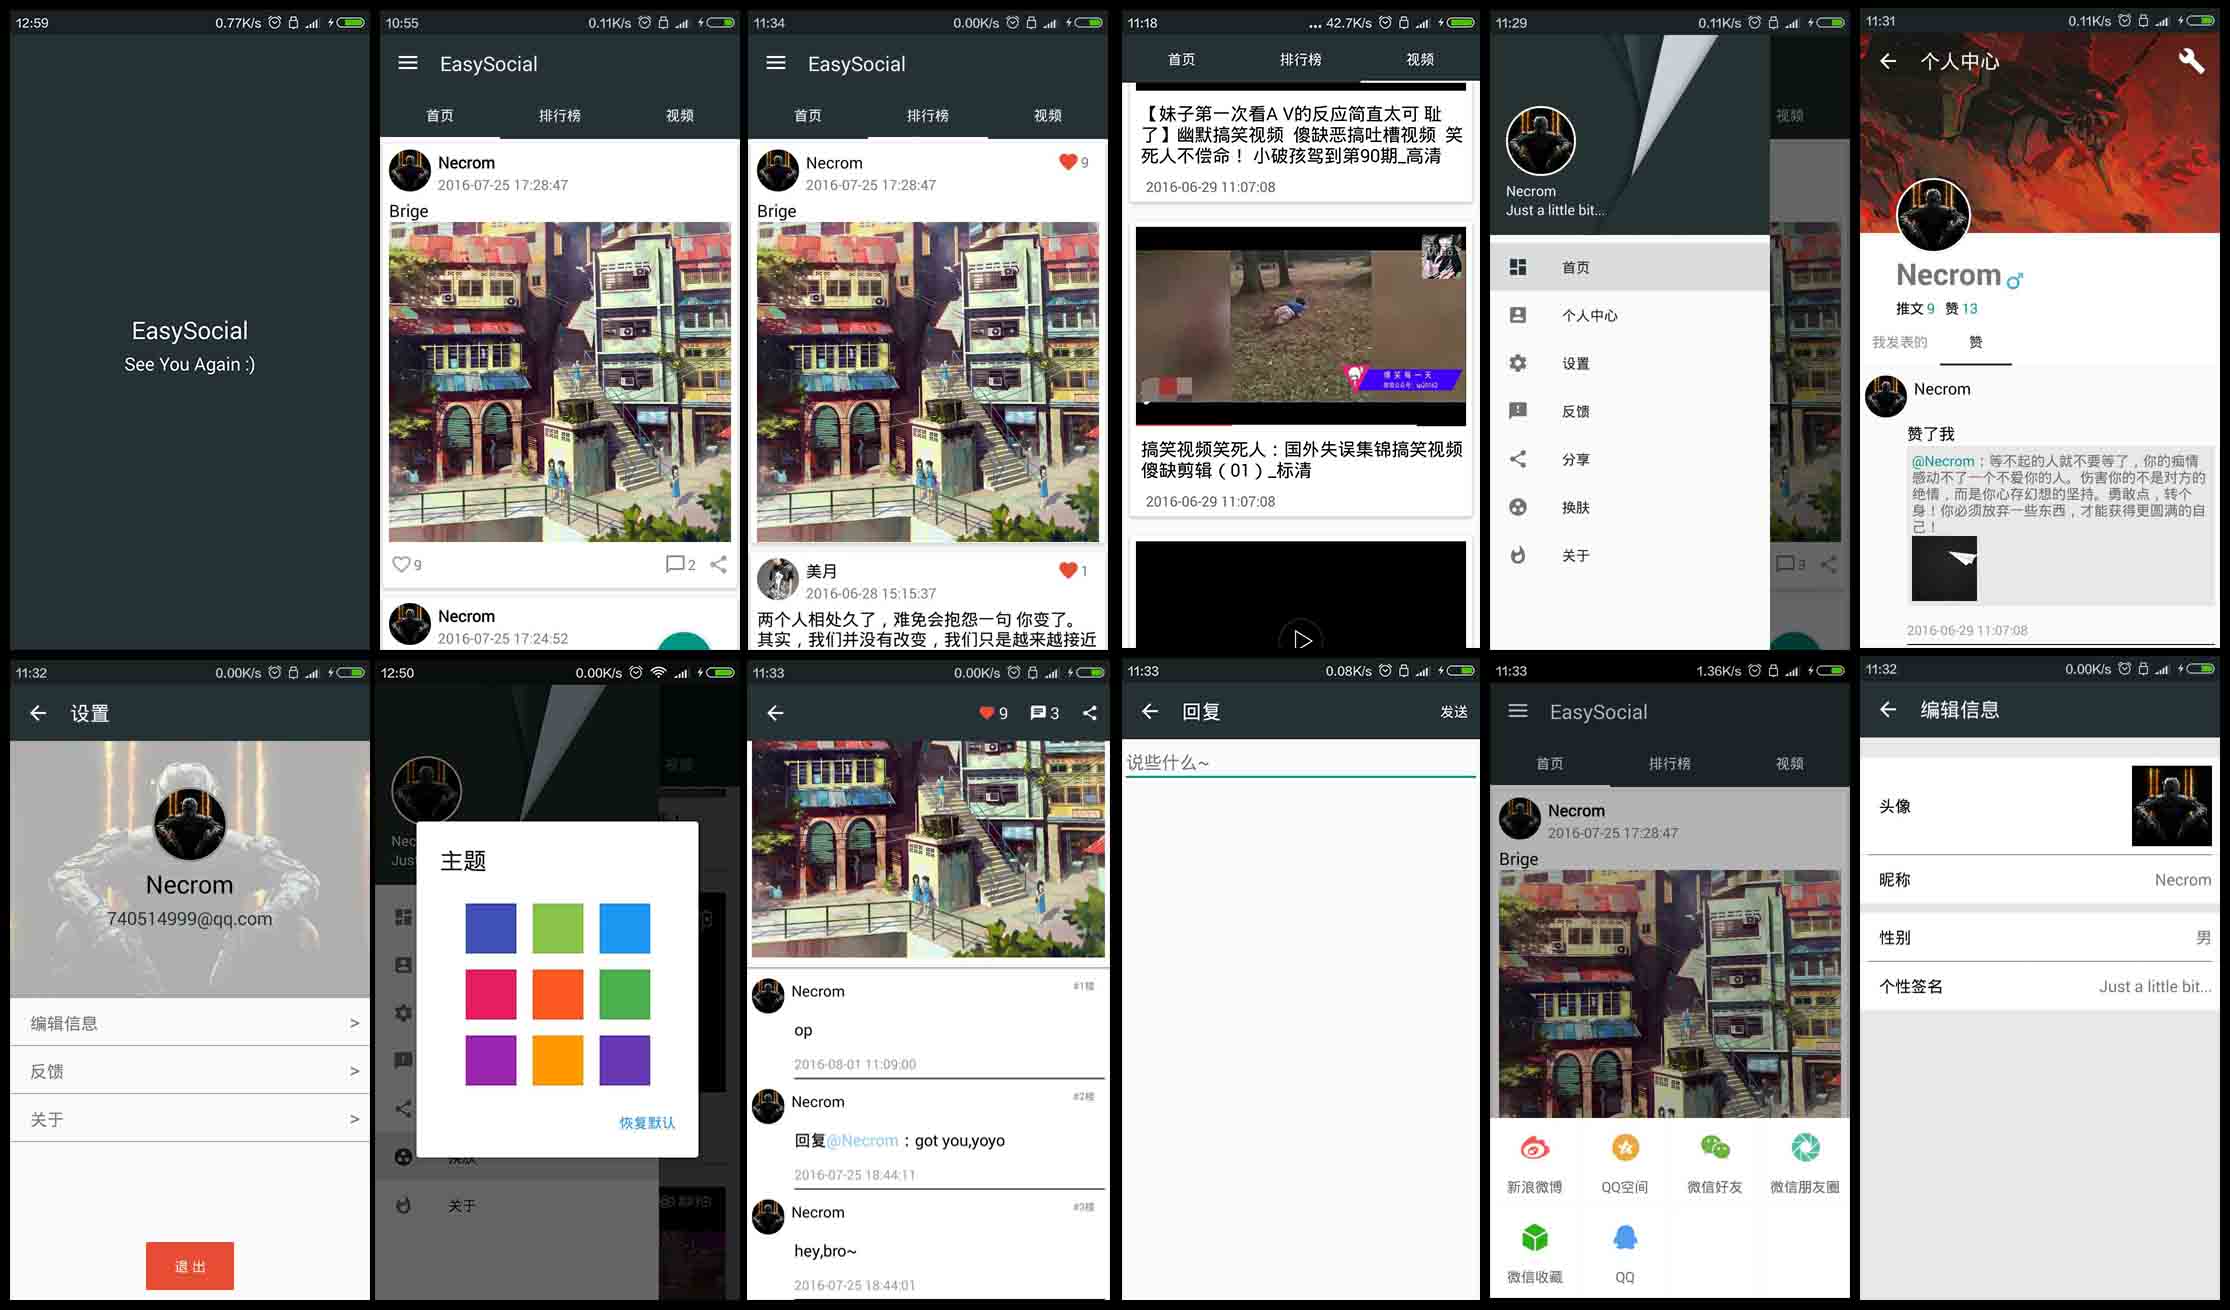 12:59
0.77K/s
EasySocial
See You Again :)
10:55
0.11K/s
EasySocial
首页
排行榜
视频
Necrom
2016-07-25 17:28:47
Brige
9
2
Necrom
2016-07-25 17:24:52
11:34
0.00K/s
EasySocial
首页
排行榜
视频
Necrom
9
2016-07-25 17:28:47
Brige
美月
1
2016-06-28 15:15:37
两个人相处久了，难免会抱怨一句 你变了。
其实，我们并没有改变，我们只是越来越接近
11:18
... 42.7K/s
首页
排行榜
视频
【妹子第一次看A V的反应简直太可 耻
了】幽默搞笑视频 傻缺恶搞吐槽视频 笑
死人不偿命！ 小破孩驾到第90期_高清
2016-06-29 11:07:08
爆 笑 每 一 天
搞笑视频笑死人：国外失误集锦搞笑视频
傻缺剪辑（01）_标清
2016-06-29 11:07:08
11:29
0.11K/s
视频
Necrom
Just a little bit...
首页
个人中心
设置
反馈
分享
换肤
关于
3
11:31
0.11K/s
个人中心
Necrom
推文 9 赞 13
我发表的
赞
Necrom
赞了我
@Necrom：等不起的人就不要等了，你的痴情
感动不了一个不爱你的人。伤害你的不是对方的
绝情，而是你心存幻想的坚持。勇敢点，转个
身！你必须放弃一些东西，才能获得更圆满的自
己！
2016-06-29 11:07:08
11:32
0.00K/s
设置
Necrom
740514999@qq.com
编辑信息 >
反馈 >
关于 >
退 出
12:50
0.00K/s
视频
Nec
Just
主题
恢复默认
换肤
关于
11:33
0.00K/s
9
3
Necrom
#1楼
op
2016-08-01 11:09:00
Necrom
#2楼
回复@Necrom：got you,yoyo
2016-07-25 18:44:11
Necrom
#3楼
hey,bro~
2016-07-25 18:44:01
11:33
0.08K/s
回复
发送
说些什么~
11:33
1.36K/s
EasySocial
首页
排行榜
视频
Necrom
2016-07-25 17:28:47
Brige
新浪微博
QQ空间
微信好友
微信朋友圈
微信收藏
QQ
11:32
0.00K/s
编辑信息
头像
昵称
Necrom
性别
男
个性签名
Just a little bit...